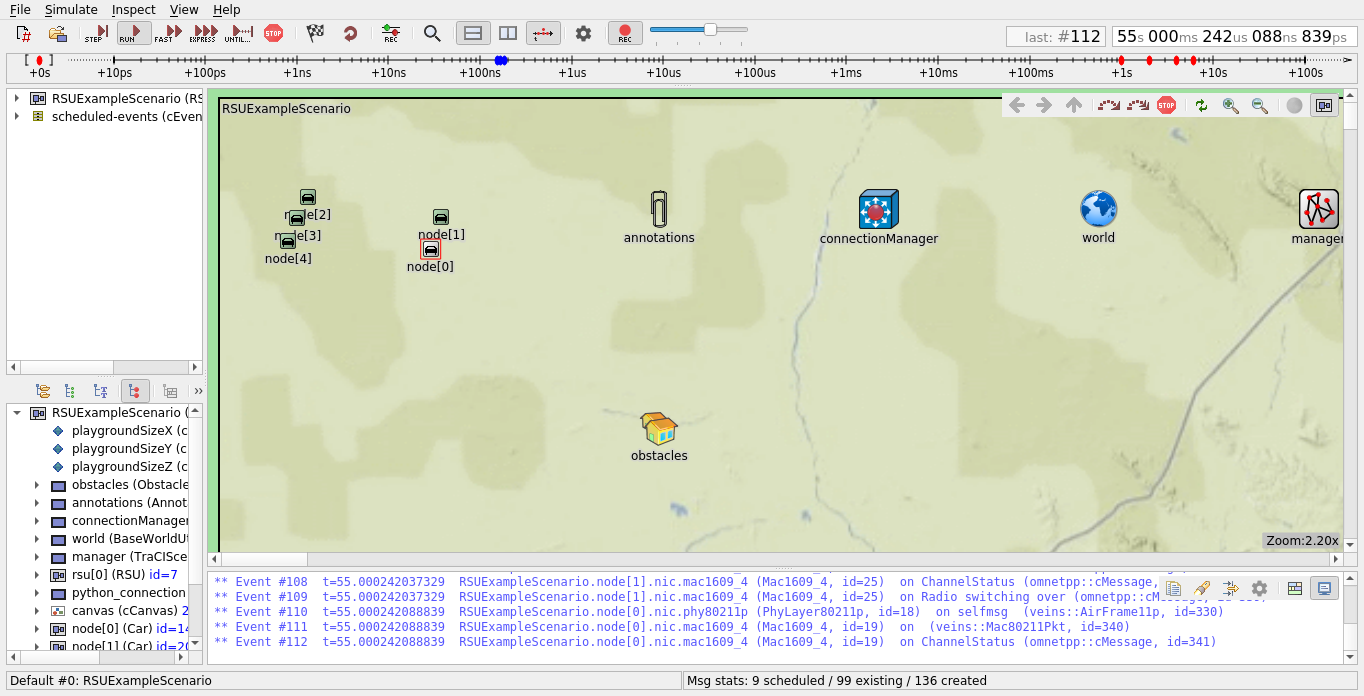 File Simulate Inspect View Help
STEP RUN FAST EXPRESS UNTIL... STOP REC REC last: #112 55s 000ms 242us 088ns 839ps
+0s +10ps +100ps +1ns +10ns +100ns +1us +10us +100us +1ms +10ms +100ms +1s +10s +100s
RSUExampleScenario (RS
scheduled-events (cEven
RSUExampleScenario
STOP
node[2]
node[3]
node[4]
node[1]
node[0]
annotations
connectionManager
world
manager
obstacles
Zoom:2.20x
RSUExampleScenario (
playgroundSizeX (c
playgroundSizeY (c
playgroundSizeZ (c
obstacles (Obstacle
annotations (Annot
connectionManager
world (BaseWorldUt
manager (TraCISce
rsu[0] (RSU) id=7
python_connection
canvas (cCanvas) 2
node[0] (Car) id=14
node[1] (Car) id=20
** Event #108 t=55.000242037329 RSUExampleScenario.node[1].nic.mac1609_4 (Mac1609_4, id=25) on ChannelStatus (omnetpp::cMessage,
** Event #109 t=55.000242037329 RSUExampleScenario.node[1].nic.mac1609_4 (Mac1609_4, id=25) on Radio switching over (omnetpp::cMessage,
** Event #110 t=55.000242088839 RSUExampleScenario.node[0].nic.phy80211p (PhyLayer80211p, id=18) on selfmsg (veins::AirFrame11p, id=330)
** Event #111 t=55.000242088839 RSUExampleScenario.node[0].nic.mac1609_4 (Mac1609_4, id=19) on (veins::Mac80211Pkt, id=340)
** Event #112 t=55.000242088839 RSUExampleScenario.node[0].nic.mac1609_4 (Mac1609_4, id=19) on ChannelStatus (omnetpp::cMessage, id=341)
Default #0: RSUExampleScenario
Msg stats: 9 scheduled / 99 existing / 136 created